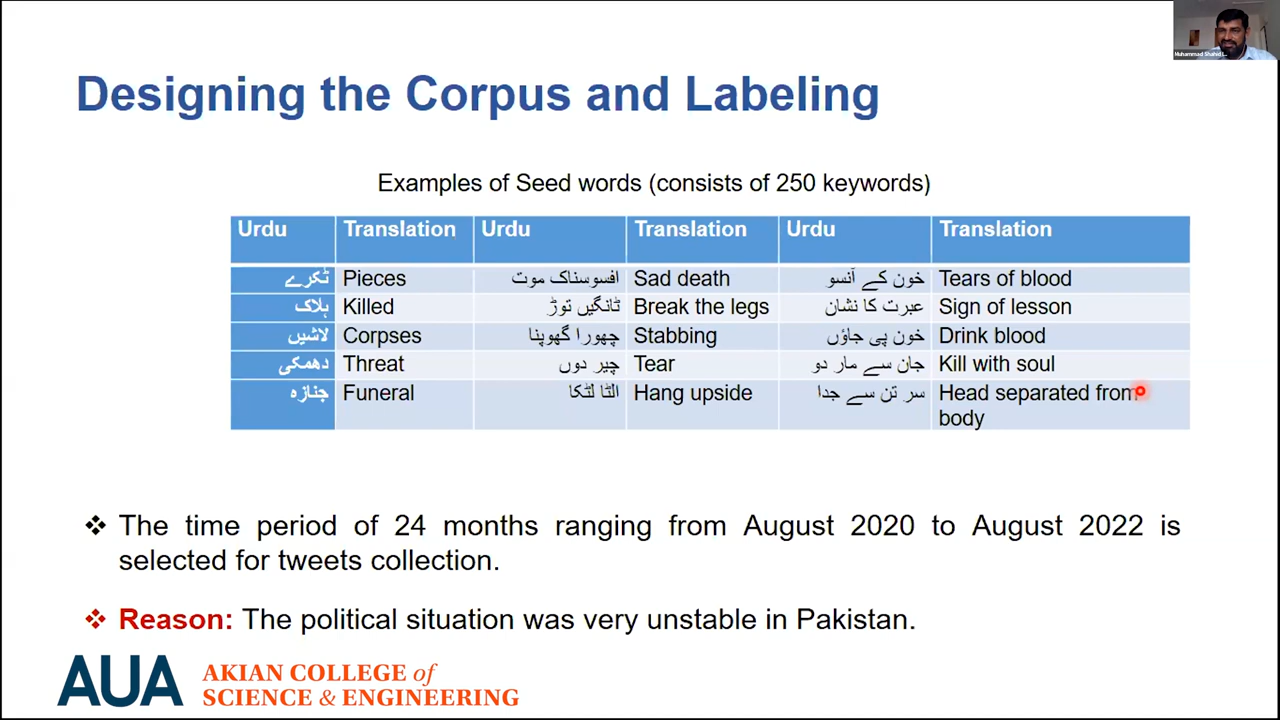 Muhammad Shahid I...
Designing the Corpus and Labeling
Examples of Seed words (consists of 250 keywords)
Urdu Translation Urdu Translation Urdu Translation
ٹکرے Pieces افسوسناک موت Sad death خون کے آنسو Tears of blood
ہلاک Killed ٹانگیں توڑ Break the legs عبرت کا نشان Sign of lesson
لاشیں Corpses چھورا گھوپنا Stabbing خون پی جاؤں Drink blood
دھمکی Threat چیر دوں Tear جان سے مار دو Kill with soul
جنازہ Funeral الٹا لٹکا Hang upside سر تن سے جدا Head separated from
body
❖ The time period of 24 months ranging from August 2020 to August 2022 is
selected for tweets collection.
❖ Reason: The political situation was very unstable in Pakistan.
AUA AKIAN COLLEGE of
SCIENCE & ENGINEERING